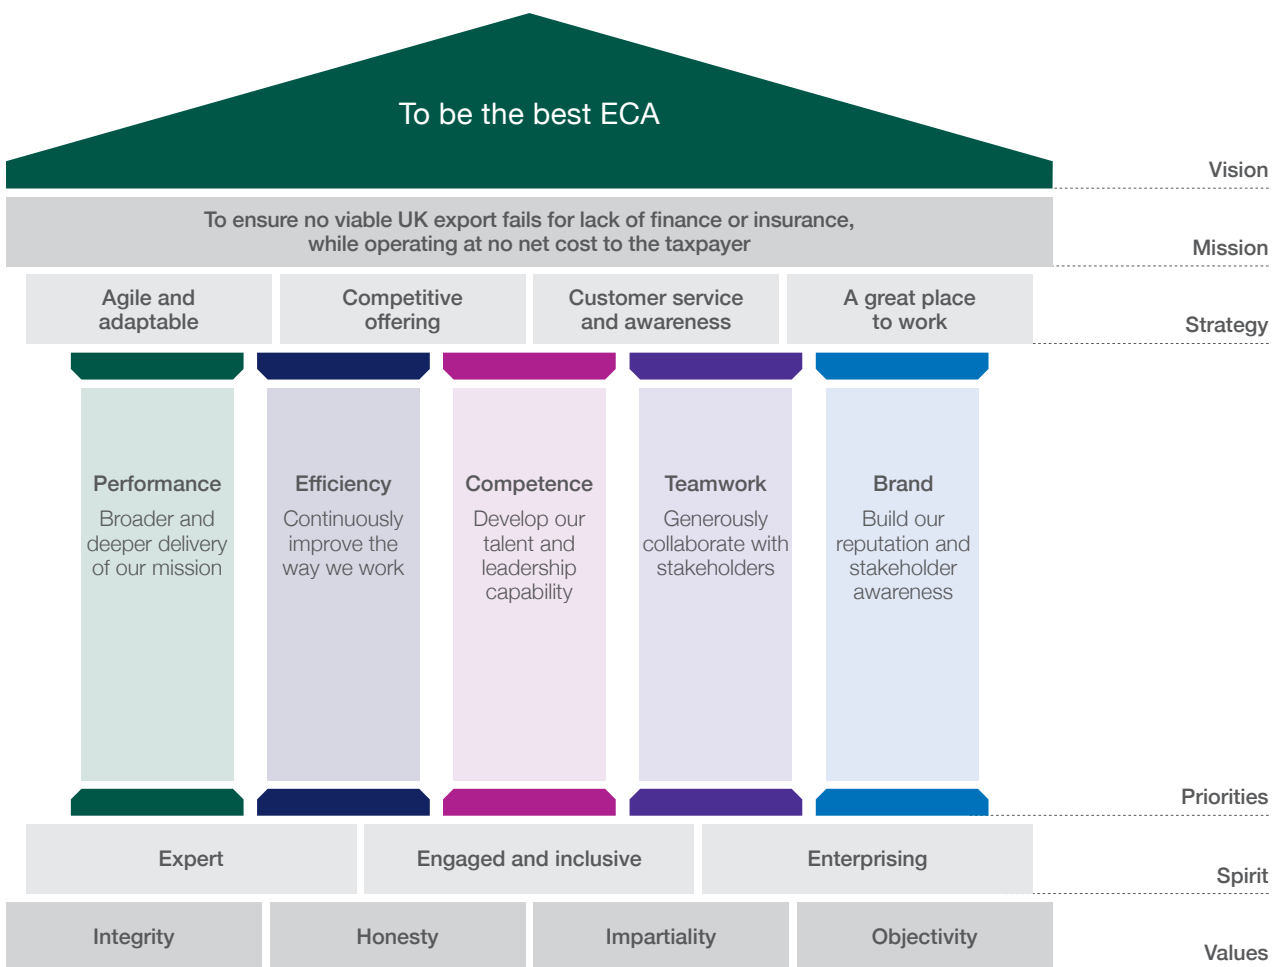 To be the best ECA
Vision
To ensure no viable UK export fails for lack of finance or insurance,
while operating at no net cost to the taxpayer
Mission
Agile and
adaptable
Competitive
offering
Customer service
and awareness
A great place
to work
Strategy
Performance
Broader and
deeper delivery
of our mission
Efficiency
Continuously
improve the
way we work
Competence
Develop our
talent and
leadership
capability
Teamwork
Generously
collaborate with
stakeholders
Brand
Build our
reputation and
stakeholder
awareness
Priorities
Expert
Engaged and inclusive
Enterprising
Spirit
Integrity
Honesty
Impartiality
Objectivity
Values